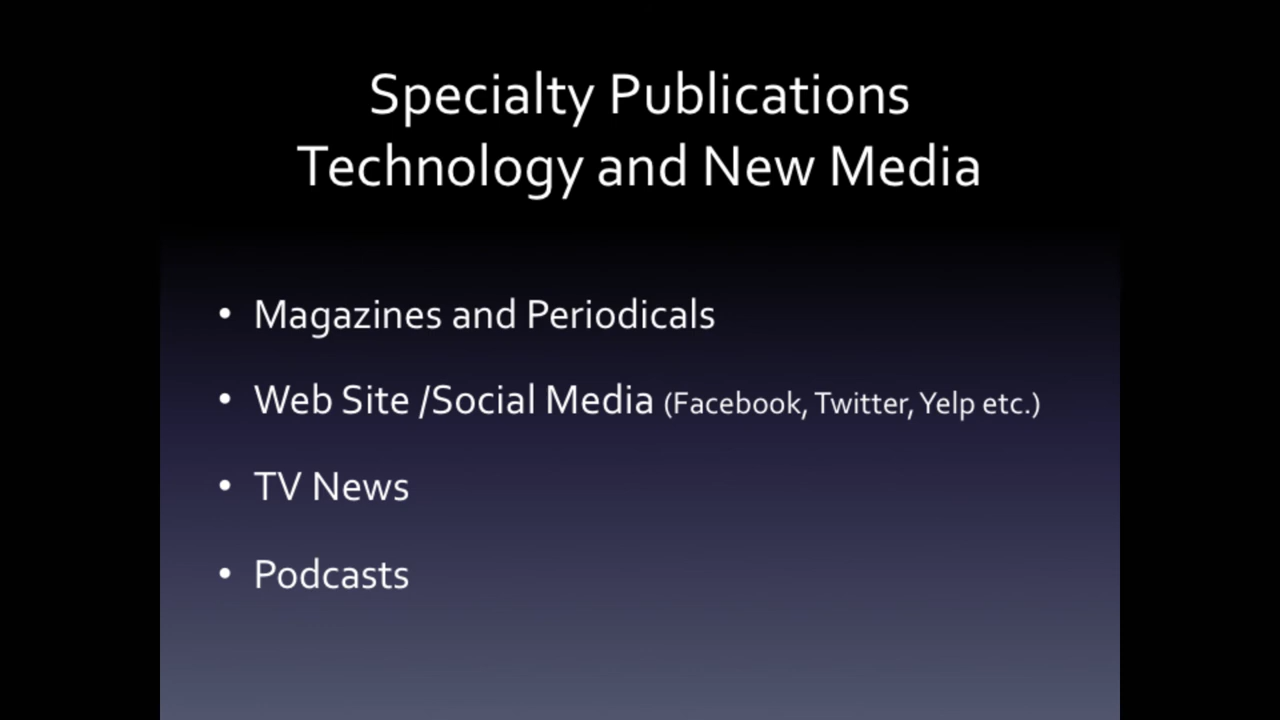 Specialty Publications
Technology and New Media
• Magazines and Periodicals
• Web Site /Social Media (Facebook, Twitter, Yelp etc.)
• TV News
• Podcasts